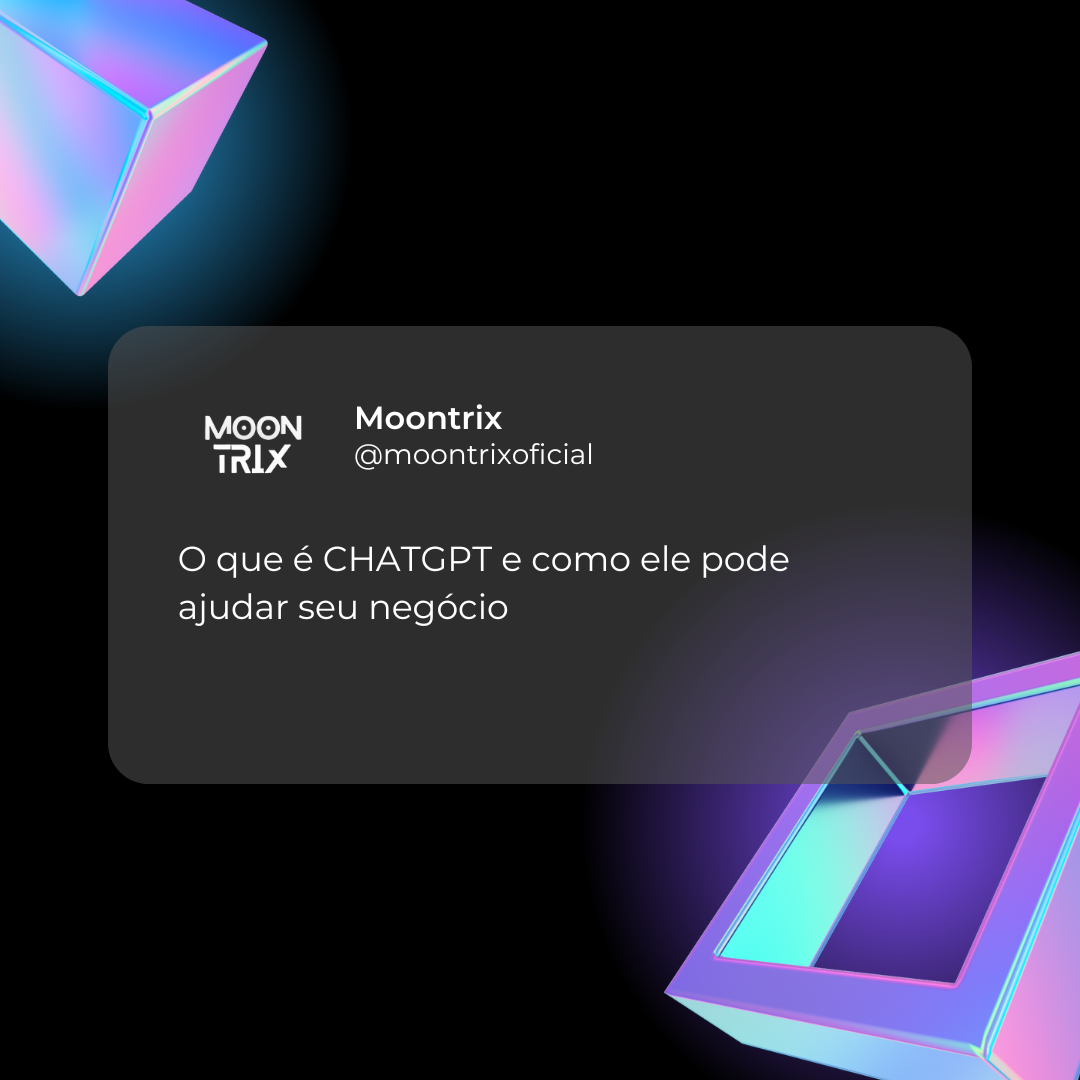 MOON
TRIX
Moontrix
@moontrixoficial
O que é CHATGPT e como ele pode
ajudar seu negócio